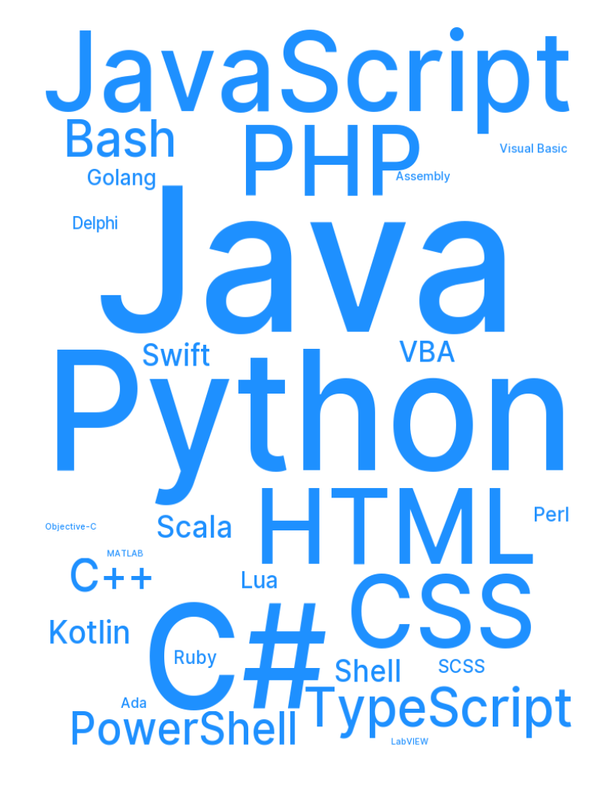 JavaScript
Bash
PHP
Visual Basic
Golang
Assembly
Delphi
Java
Swift
VBA
Python
HTML
Perl
Objective-C
Scala
MATLAB
C++
Lua
CSS
Kotlin
C#
Ruby
Shell
SCSS
Ada
TypeScript
PowerShell
LabVIEW